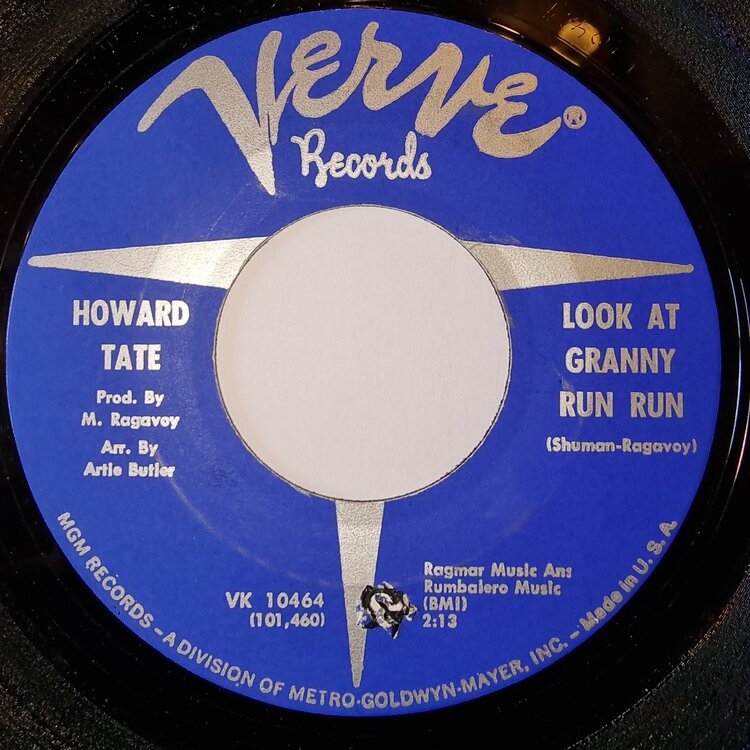 Verve®
Records
HOWARD
TATE
Prod. By
M. Ragavoy
Arr. By
Artie Butler
LOOK AT
GRANNY
RUN RUN
(Shuman-Ragavoy)
VK 10464
(101,460)
Ragmar Music Ans
Rumbalero Music
(BMI)
2:13
MGM RECORDS – A DIVISION OF METRO-GOLDWYN-MAYER, INC. – Made in U. S. A.